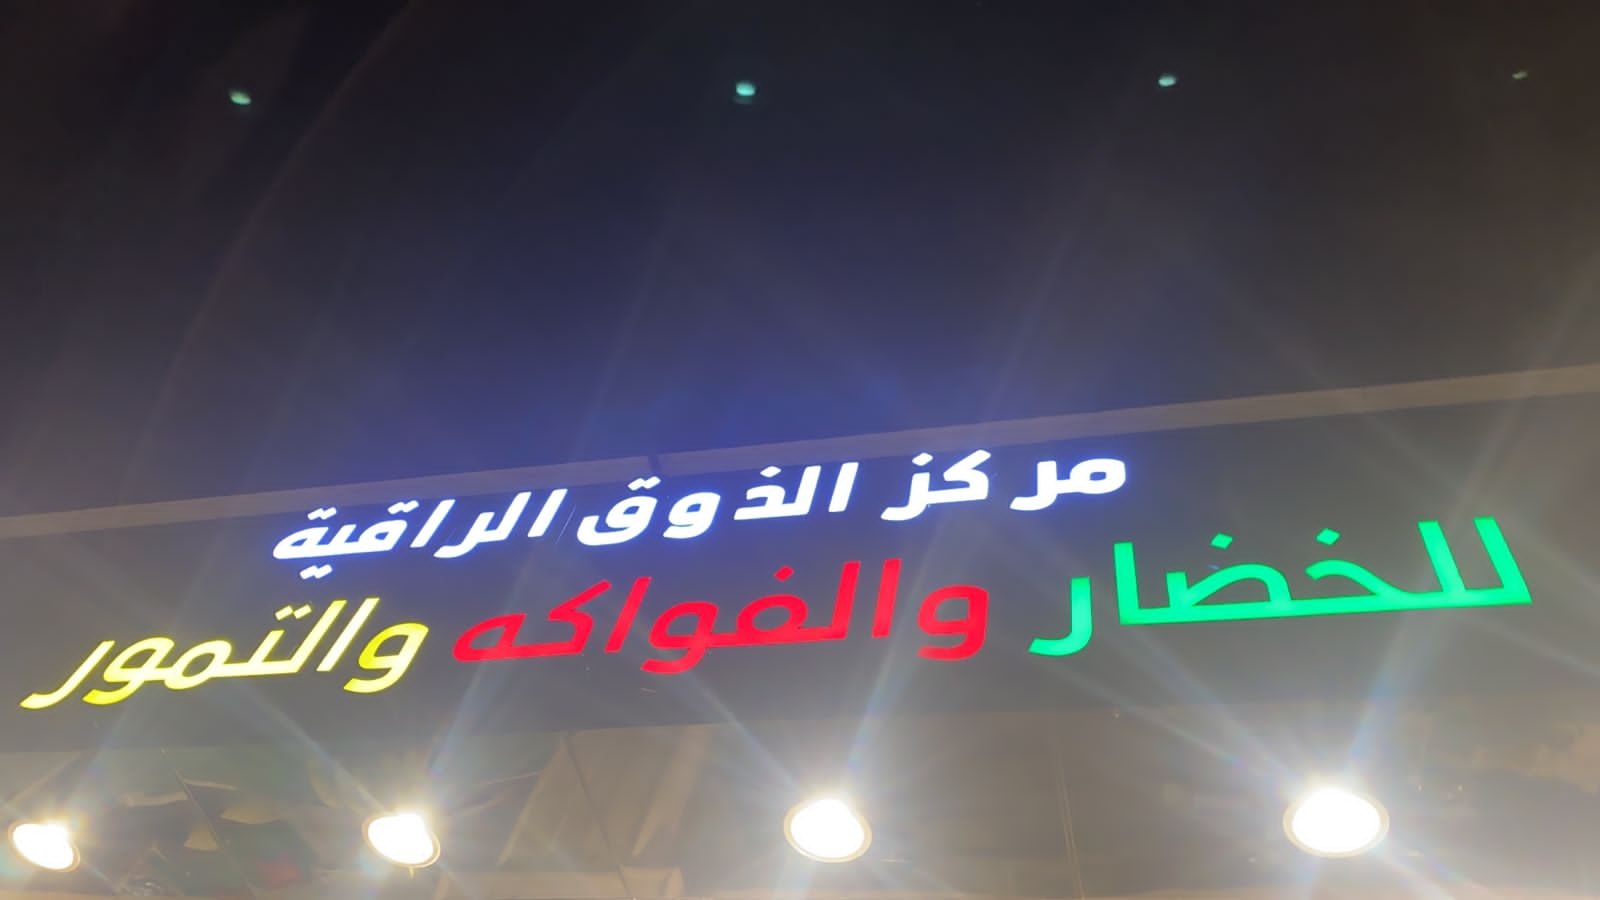 مركز الذوق الراقية
للخضار والفواكه والتمور